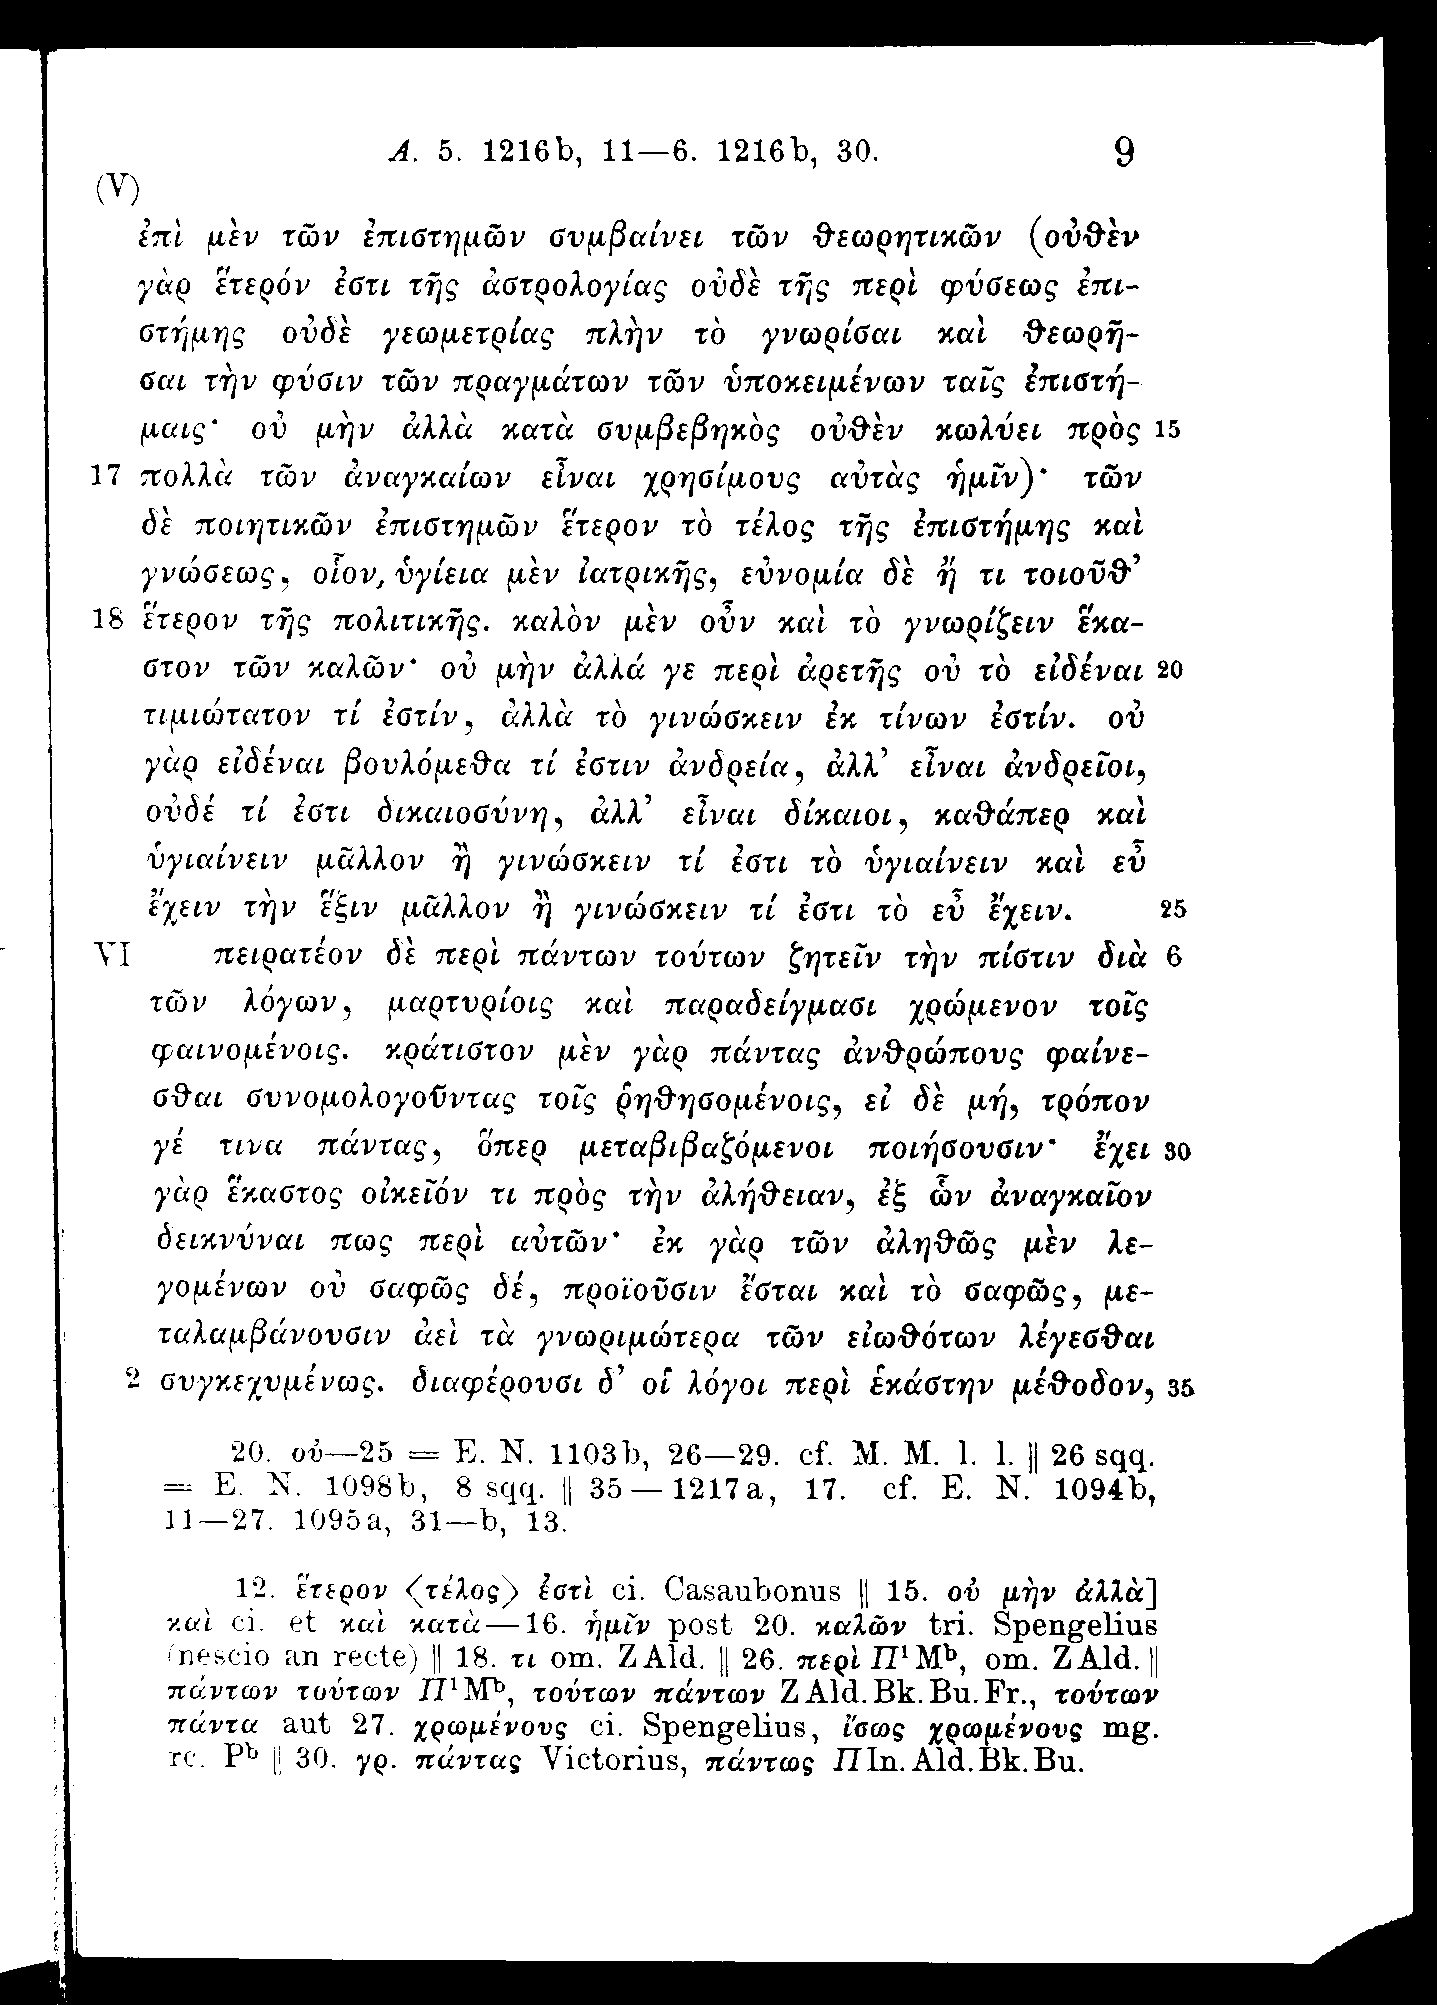 A. 5. 1216b, 11—6. 1216b, 30. 9
(V)
ἐπὶ μὲν τῶν ἐπιστημῶν συμβαίνει τῶν θεωρητικῶν (οὐθὲν
γὰρ ἕτερόν ἐστι τῆς ἀστρολογίας οὐδὲ τῆς περὶ φύσεως ἐπι-
στήμης οὐδὲ γεωμετρίας πλὴν τὸ γνωρίσαι καὶ θεωρῆ-
σαι τὴν φύσιν τῶν πραγμάτων τῶν ὑποκειμένων ταῖς ἐπιστή-
μαις· οὐ μὴν ἀλλὰ κατὰ συμβεβηκὸς οὐθὲν κωλύει πρὸς 15
17 πολλὰ τῶν ἀναγκαίων εἶναι χρησίμους αὐτὰς ἡμῖν)· τῶν
δὲ ποιητικῶν ἐπιστημῶν ἕτερον τὸ τέλος τῆς ἐπιστήμης καὶ
γνώσεως, οἷον, ὑγίεια μὲν ἰατρικῆς, εὐνομία δὲ ἤ τι τοιοῦθ’
18 ἕτερον τῆς πολιτικῆς. καλὸν μὲν οὖν καὶ τὸ γνωρίζειν ἕκα-
στον τῶν καλῶν· οὐ μὴν ἀλλά γε περὶ ἀρετῆς οὐ τὸ εἰδέναι 20
τιμιώτατον τί ἐστίν, ἀλλὰ τὸ γινώσκειν ἐκ τίνων ἐστίν. οὐ
γὰρ εἰδέναι βουλόμεθα τί ἐστιν ἀνδρεία, ἀλλ’ εἶναι ἀνδρεῖοι,
οὐδέ τί ἐστι δικαιοσύνη, ἀλλ’ εἶναι δίκαιοι, καθάπερ καὶ
ὑγιαίνειν μᾶλλον ἢ γινώσκειν τί ἐστι τὸ ὑγιαίνειν καὶ εὖ
ἔχειν τὴν ἕξιν μᾶλλον ἢ γινώσκειν τί ἐστι τὸ εὖ ἔχειν. 25
VI πειρατέον δὲ περὶ πάντων τούτων ζητεῖν τὴν πίστιν διὰ 6
τῶν λόγων, μαρτυρίοις καὶ παραδείγμασι χρώμενον τοῖς
φαινομένοις. κράτιστον μὲν γὰρ πάντας ἀνθρώπους φαίνε-
σθαι συνομολογοῦντας τοῖς ῥηθησομένοις, εἰ δὲ μή, τρόπον
γέ τινα πάντας, ὅπερ μεταβιβαζόμενοι ποιήσουσιν· ἔχει 30
γὰρ ἕκαστος οἰκεῖόν τι πρὸς τὴν ἀλήθειαν, ἐξ ὧν ἀναγκαῖον
δεικνύναι πως περὶ αὐτῶν· ἐκ γὰρ τῶν ἀληθῶς μὲν λε-
γομένων οὐ σαφῶς δέ, προϊοῦσιν ἔσται καὶ τὸ σαφῶς, με-
ταλαμβάνουσιν ἀεὶ τὰ γνωριμώτερα τῶν εἰωθότων λέγεσθαι
2 συγκεχυμένως. διαφέρουσι δ’ οἱ λόγοι περὶ ἑκάστην μέθοδον, 35
20. οὐ—25 = E. N. 1103b, 26—29. cf. M. M. l. l. || 26 sqq.
= E. N. 1098b, 8 sqq. || 35 — 1217a, 17. cf. E. N. 1094b,
11—27. 1095a, 31—b, 13.
12. ἕτερον ⟨τέλος⟩ ἐστὶ ci. Casaubonus || 15. οὐ μὴν ἀλλὰ]
καὶ ci. et καὶ κατὰ—16. ἡμῖν post 20. καλῶν tri. Spengelius
(nescio an recte) || 18. τι om. Z Ald. || 26. περὶ Π¹ Mᵇ, om. Z Ald. ||
πάντων τούτων Π¹ Mᵇ, τούτων πάντων Z Ald. Bk. Bu. Fr., τούτων
πάντα aut 27. χρωμένους ci. Spengelius, ἴσως χρωμένους mg.
rc. Pᵇ || 30. γρ. πάντας Victorius, πάντως Π In. Ald. Bk. Bu.